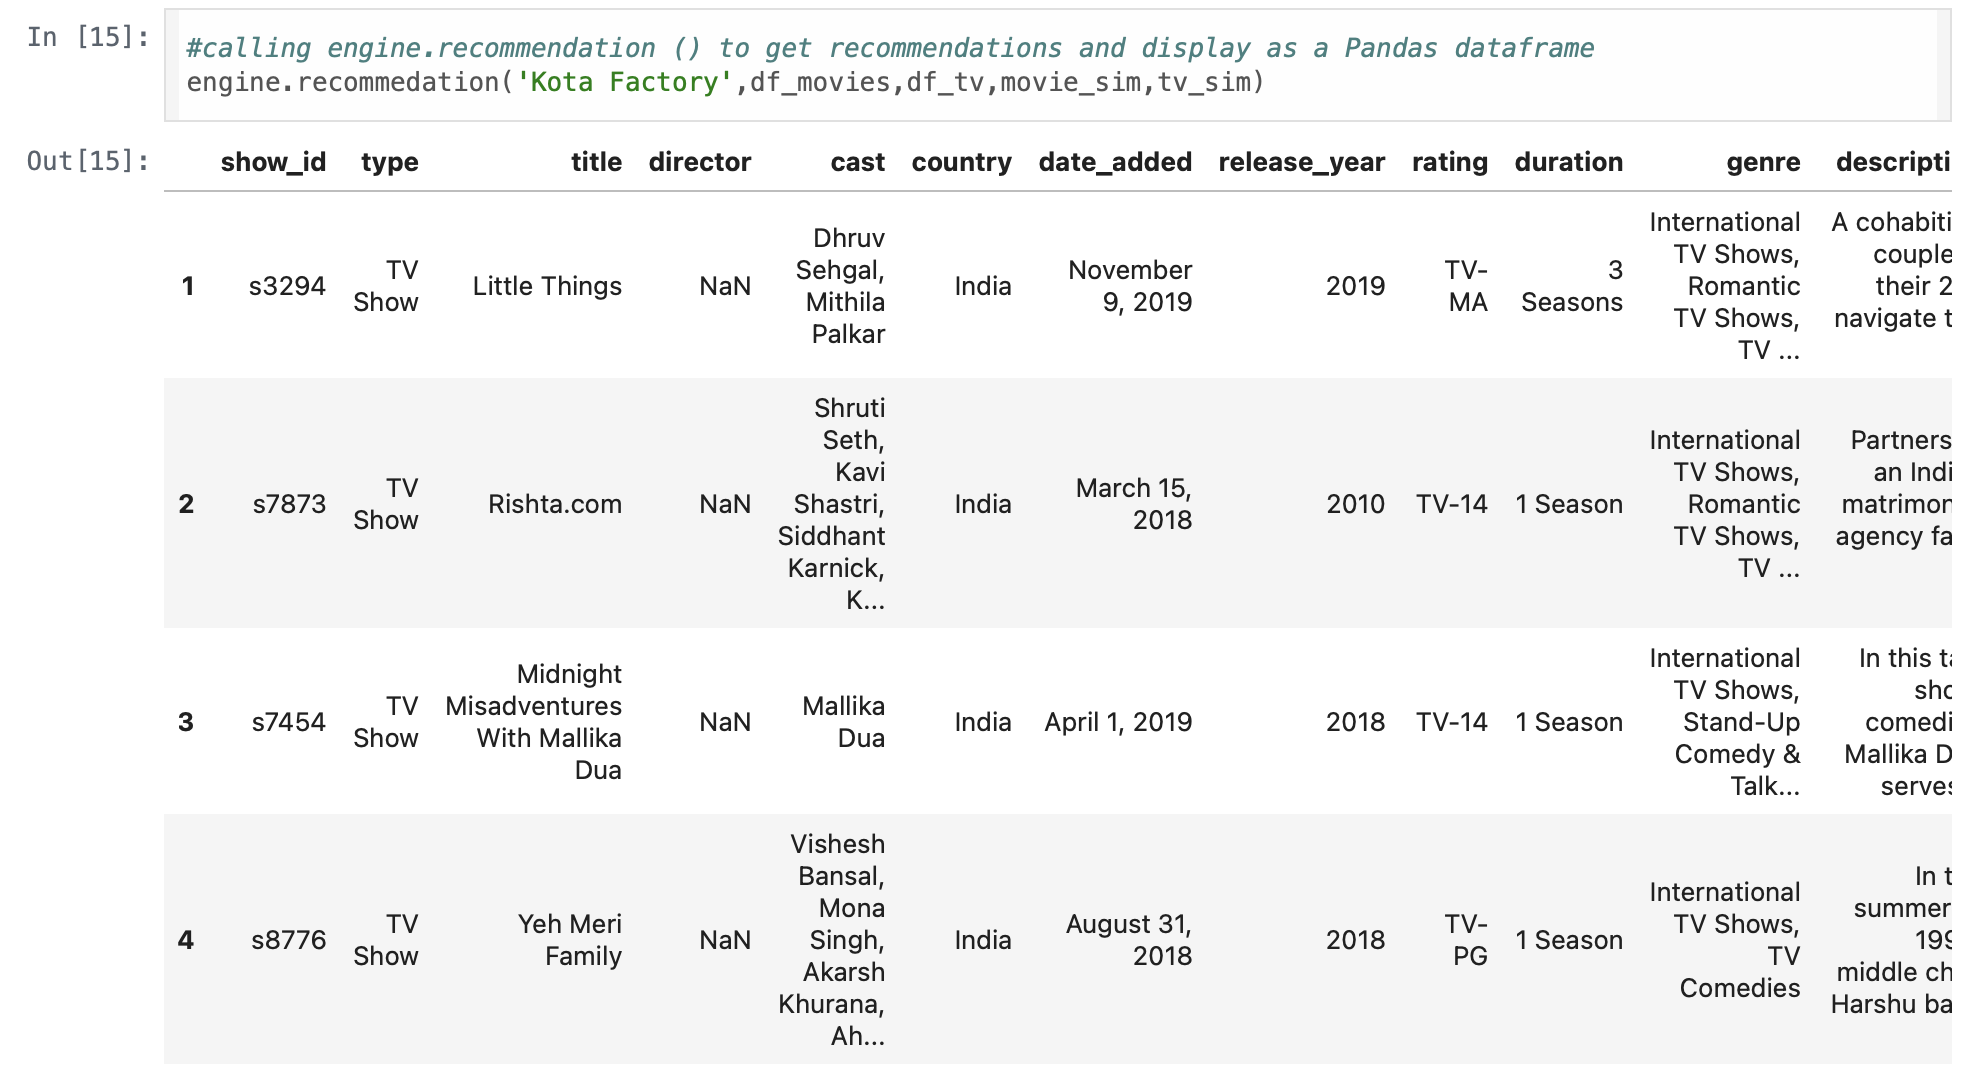 In [15]:
#calling engine.recommendation () to get recommendations and display as a Pandas dataframe
engine.recommedation('Kota Factory',df_movies,df_tv,movie_sim,tv_sim)
Out[15]:
show_id type title director cast country date_added release_year rating duration genre descripti
1 s3294 TV Show Little Things NaN Dhruv Sehgal, Mithila Palkar India November 9, 2019 2019 TV-MA 3 Seasons International TV Shows, Romantic TV Shows, TV ... A cohabiti couple their 2 navigate t
2 s7873 TV Show Rishta.com NaN Shruti Seth, Kavi Shastri, Siddhant Karnick, K... India March 15, 2018 2010 TV-14 1 Season International TV Shows, Romantic TV Shows, TV ... Partners an Indi matrimon agency fa
3 s7454 TV Show Midnight Misadventures With Mallika Dua NaN Mallika Dua India April 1, 2019 2018 TV-14 1 Season International TV Shows, Stand-Up Comedy & Talk... In this ta sho comedi Mallika D serves
4 s8776 TV Show Yeh Meri Family NaN Vishesh Bansal, Mona Singh, Akarsh Khurana, Ah... India August 31, 2018 2018 TV-PG 1 Season International TV Shows, TV Comedies In t summer 199 middle ch Harshu ba